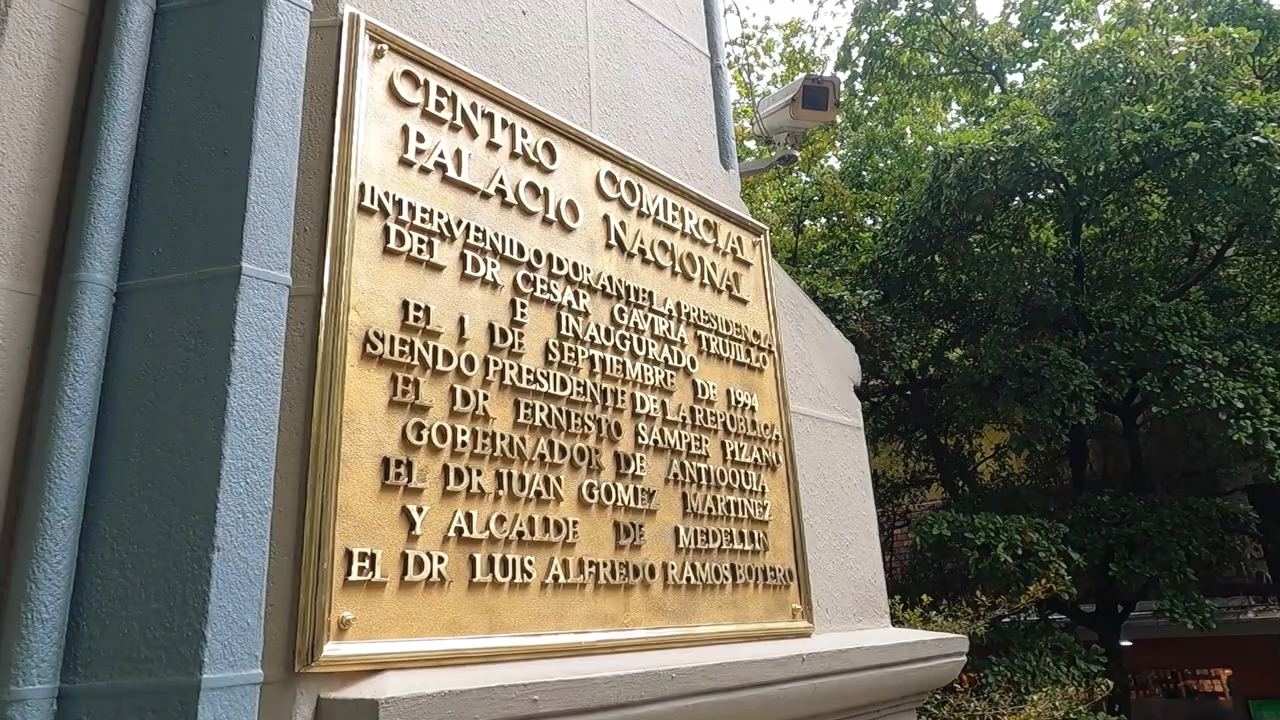 CENTRO COMERCIAL
PALACIO NACIONAL
INTERVENIDO DURANTE LA PRESIDENCIA
DEL DR CESAR GAVIRIA TRUJILLO
E INAUGURADO
EL 1 DE SEPTIEMBRE DE 1994
SIENDO PRESIDENTE DE LA REPUBLICA
EL DR ERNESTO SAMPER PIZANO
GOBERNADOR DE ANTIOQUIA
EL DR JUAN GOMEZ MARTINEZ
Y ALCALDE DE MEDELLIN
EL DR LUIS ALFREDO RAMOS BOTERO